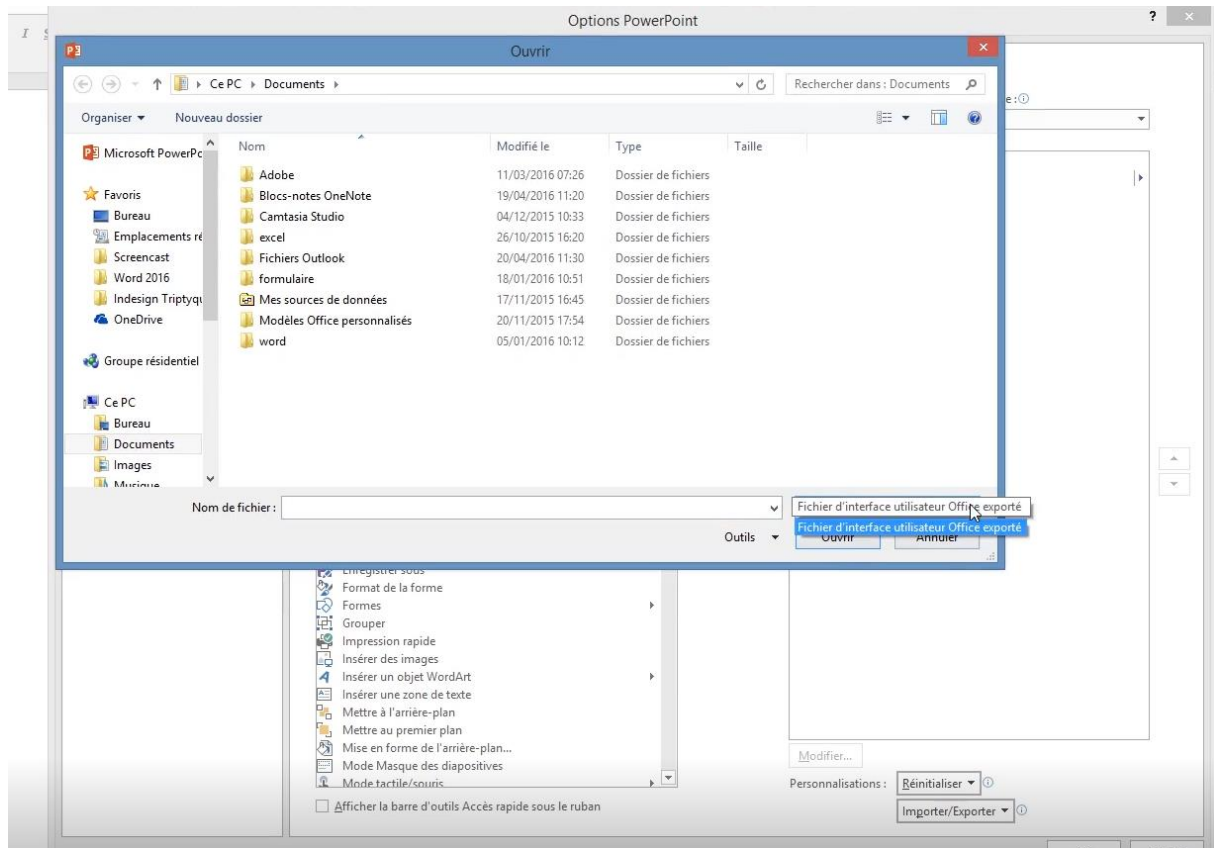 Options PowerPoint
?
I
Ouvrir
Ce PC
Documents
Rechercher dans : Documents
e :
Organiser
Nouveau dossier
Nom
Modifié le
Type
Taille
Microsoft PowerPc
Favoris
Bureau
Emplacements ré
Screencast
Word 2016
Indesign Triptyqu
OneDrive
Groupe résidentiel
Ce PC
Bureau
Documents
Images
Musique
Adobe 11/03/2016 07:26 Dossier de fichiers
Blocs-notes OneNote 19/04/2016 11:20 Dossier de fichiers
Camtasia Studio 04/12/2015 10:33 Dossier de fichiers
excel 26/10/2015 16:20 Dossier de fichiers
Fichiers Outlook 20/04/2016 11:30 Dossier de fichiers
formulaire 18/01/2016 10:51 Dossier de fichiers
Mes sources de données 17/11/2015 16:45 Dossier de fichiers
Modèles Office personnalisés 20/11/2015 17:54 Dossier de fichiers
word 05/01/2016 10:12 Dossier de fichiers
Nom de fichier :
Fichier d'interface utilisateur Office exporté
Fichier d'interface utilisateur Office exporté
Outils
Ouvrir
Annuler
Enregistrer sous
Format de la forme
Formes
Grouper
Impression rapide
Insérer des images
Insérer un objet WordArt
Insérer une zone de texte
Mettre à l'arrière-plan
Mettre au premier plan
Mise en forme de l'arrière-plan...
Mode Masque des diapositives
Mode tactile/souris
Afficher la barre d'outils Accès rapide sous le ruban
Modifier...
Personnalisations :
Réinitialiser
Importer/Exporter